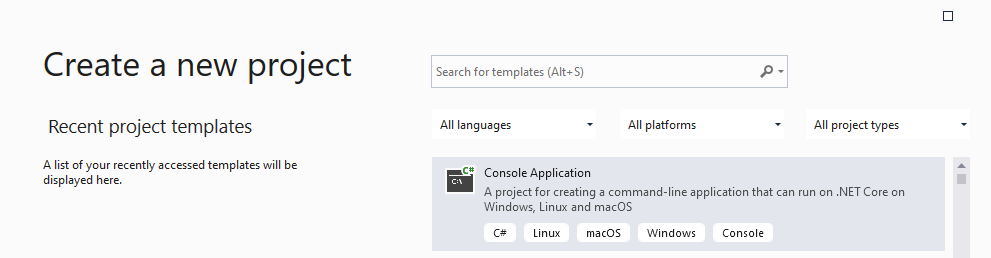 Create a new project
Search for templates (Alt+S)
Recent project templates
All languages
All platforms
All project types
A list of your recently accessed templates will be
displayed here.
C#
C:\
Console Application
A project for creating a command-line application that can run on .NET Core on
Windows, Linux and macOS
C#
Linux
macOS
Windows
Console